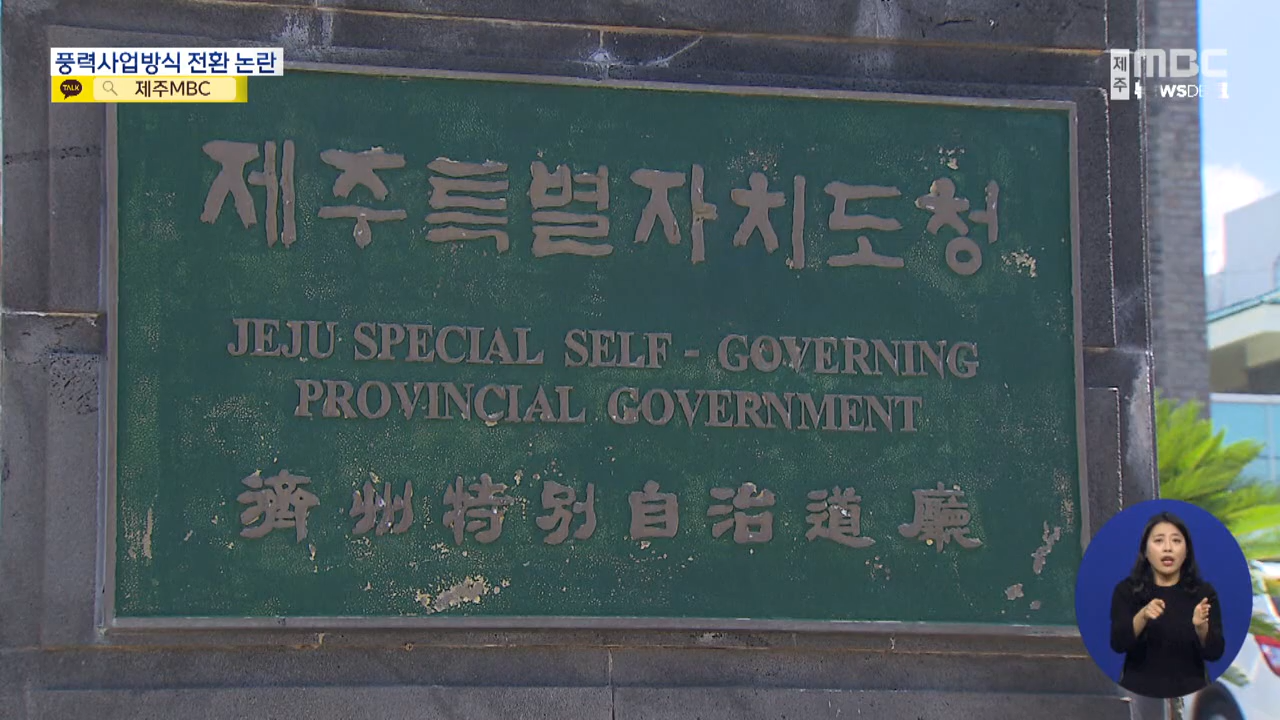 풍력사업방식 전환 논란
TALK 제주MBC
제주 MBC
제주특별자치도청
JEJU SPECIAL SELF - GOVERNING
PROVINCIAL GOVERNMENT
濟州特別自治道廳